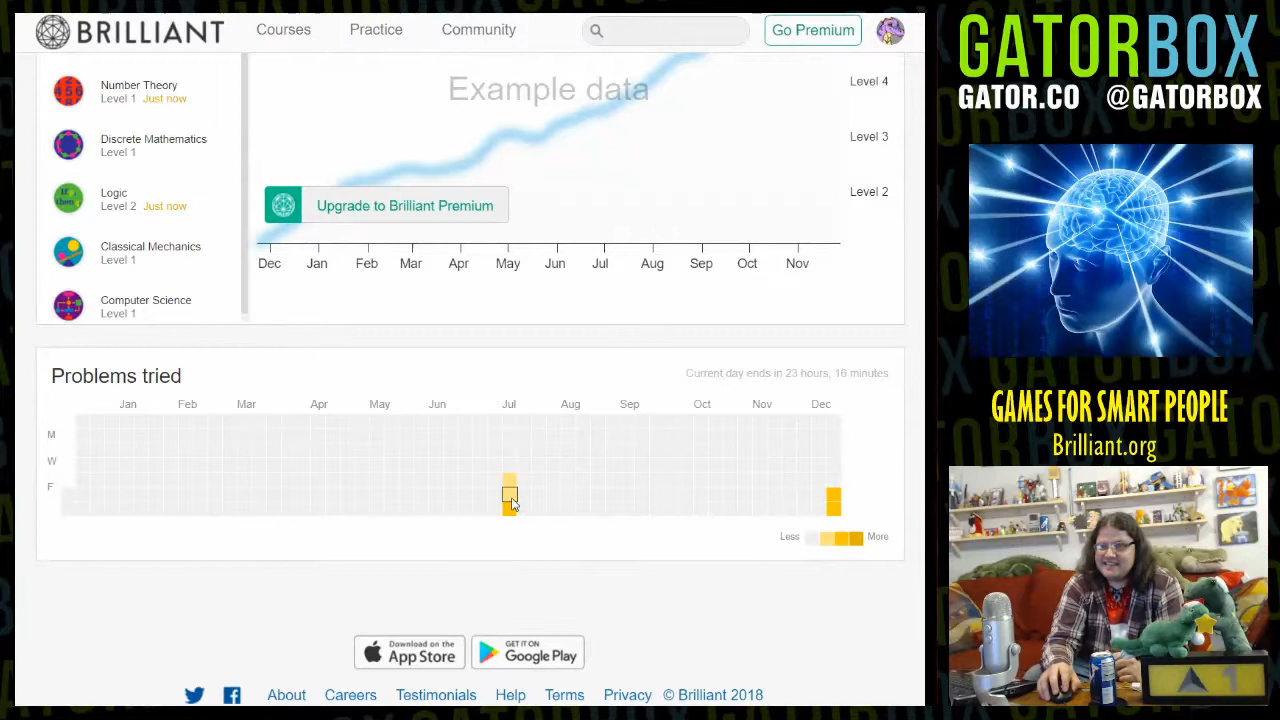 BRILLIANT
Courses
Practice
Community
Go Premium
Number Theory
Level 1 Just now
Discrete Mathematics
Level 1
Logic
Level 2 Just now
Classical Mechanics
Level 1
Computer Science
Level 1
Example data
Level 4
Level 3
Level 2
Upgrade to Brilliant Premium
Dec Jan Feb Mar Apr May Jun Jul Aug Sep Oct Nov
Problems tried
Current day ends in 23 hours, 16 minutes
Jan Feb Mar Apr May Jun Jul Aug Sep Oct Nov Dec
M
W
F
Less More
Download on the
App Store
GET IT ON
Google Play
About Careers Testimonials Help Terms Privacy © Brilliant 2018
GATORBOX
GATOR.CO @GATORBOX
GAMES FOR SMART PEOPLE
Brilliant.org
1